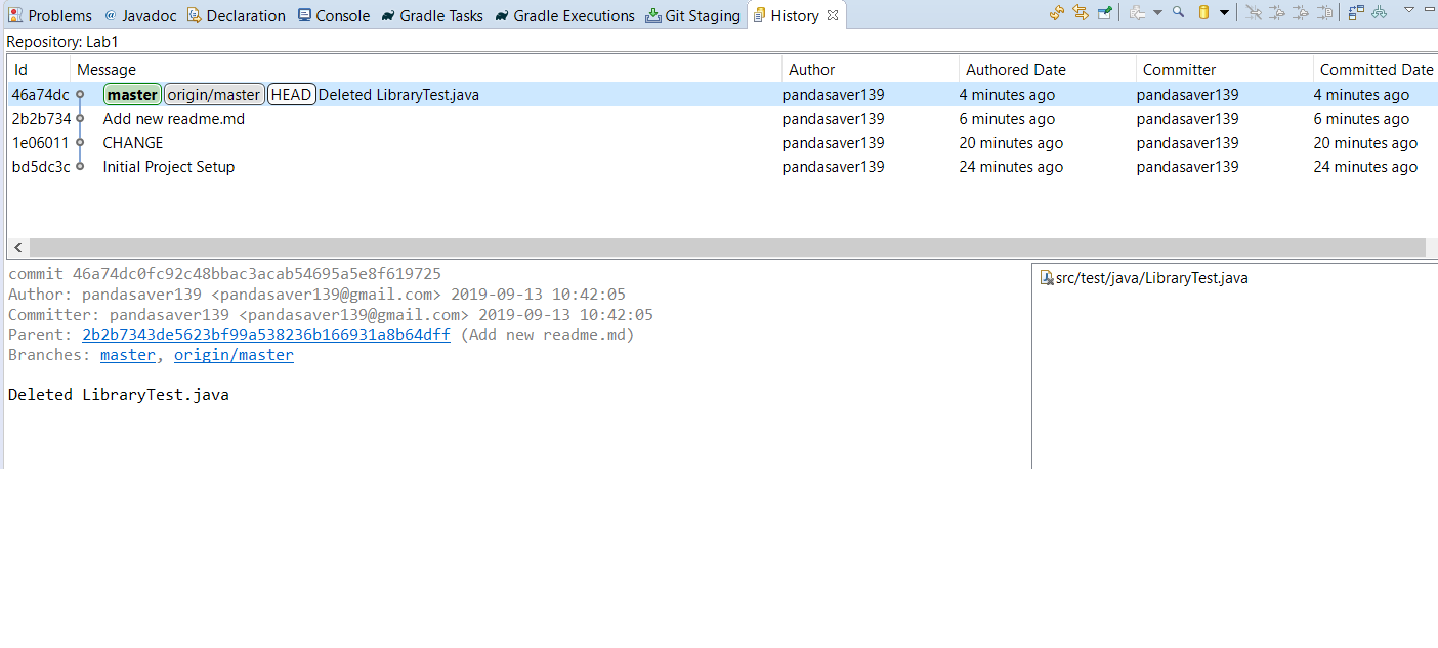 Problems @ Javadoc Declaration Console Gradle Tasks Gradle Executions Git Staging History
Repository: Lab1
Id Message Author Authored Date Committer Committed Date
46a74dc master origin/master HEAD Deleted LibraryTest.java pandasaver139 4 minutes ago pandasaver139 4 minutes ago
2b2b734 Add new readme.md pandasaver139 6 minutes ago pandasaver139 6 minutes ago
1e06011 CHANGE pandasaver139 20 minutes ago pandasaver139 20 minutes ago
bd5dc3c Initial Project Setup pandasaver139 24 minutes ago pandasaver139 24 minutes ago
commit 46a74dc0fc92c48bbac3acab54695a5e8f619725
Author: pandasaver139 <pandasaver139@gmail.com> 2019-09-13 10:42:05
Committer: pandasaver139 <pandasaver139@gmail.com> 2019-09-13 10:42:05
Parent: 2b2b7343de5623bf99a538236b166931a8b64dff (Add new readme.md)
Branches: master, origin/master
Deleted LibraryTest.java
src/test/java/LibraryTest.java